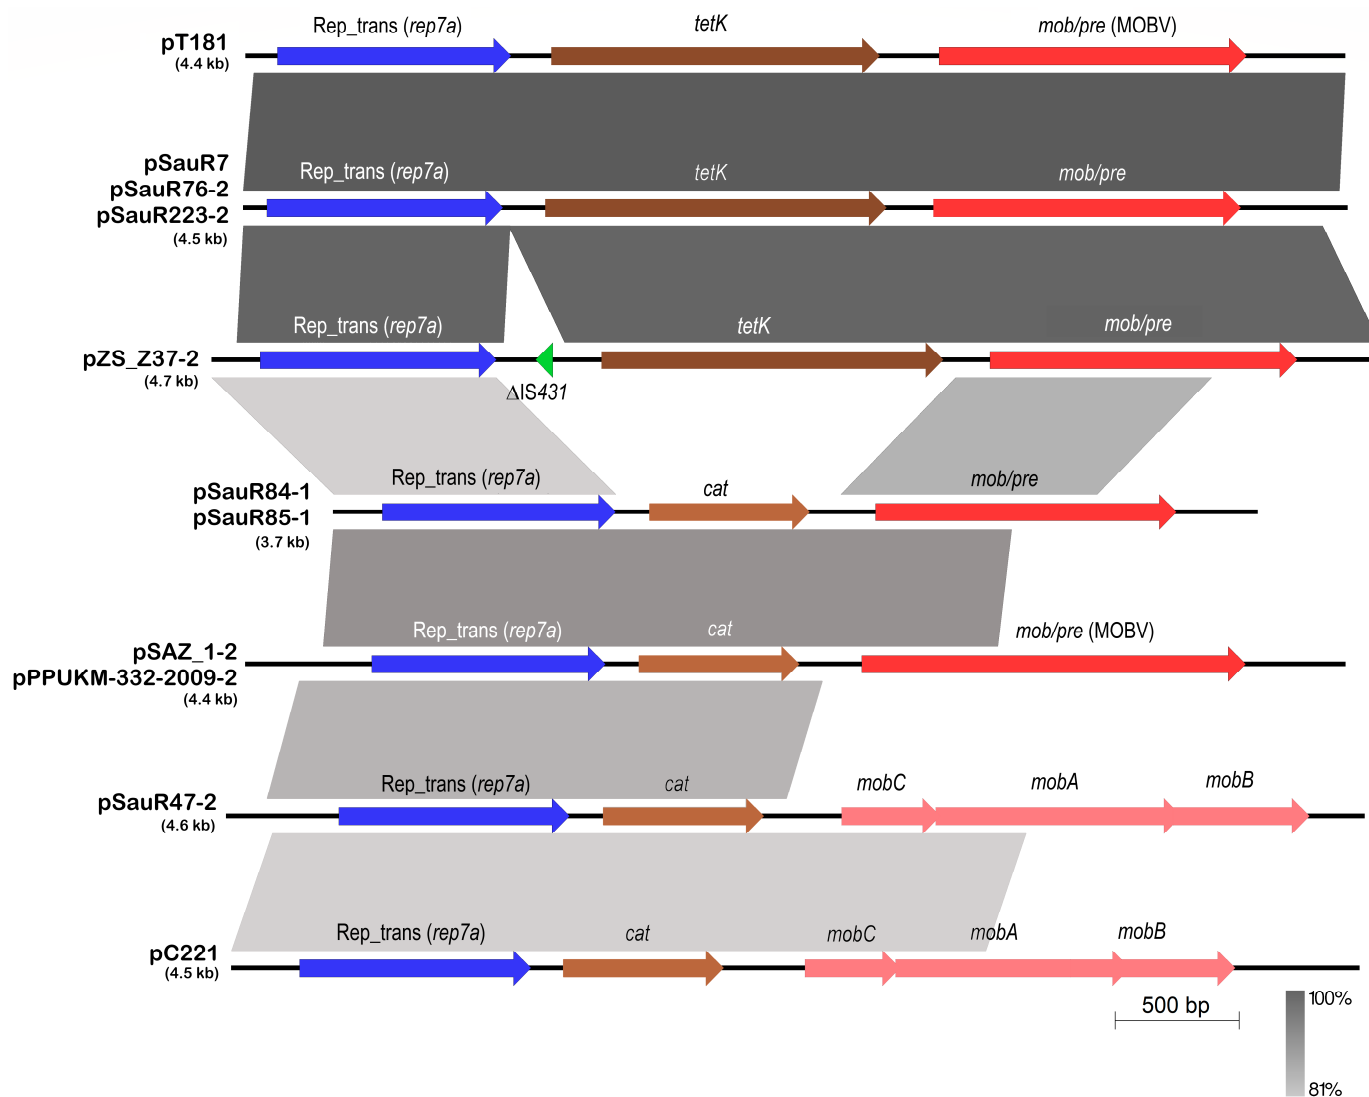 Rep_trans (rep7a) tetK mob/pre (MOBV)
pT181
(4.4 kb)
pSauR7
pSauR76-2
pSauR223-2
(4.5 kb)
Rep_trans (rep7a) tetK mob/pre
Rep_trans (rep7a) tetK mob/pre
pZS_Z37-2
(4.7 kb)
ΔIS431
Rep_trans (rep7a) cat mob/pre
pSauR84-1
pSauR85-1
(3.7 kb)
Rep_trans (rep7a) cat mob/pre (MOBV)
pSAZ_1-2
pPPUKM-332-2009-2
(4.4 kb)
Rep_trans (rep7a) cat mobC mobA mobB
pSauR47-2
(4.6 kb)
Rep_trans (rep7a) cat mobC mobA mobB
pC221
(4.5 kb)
500 bp
100%
81%